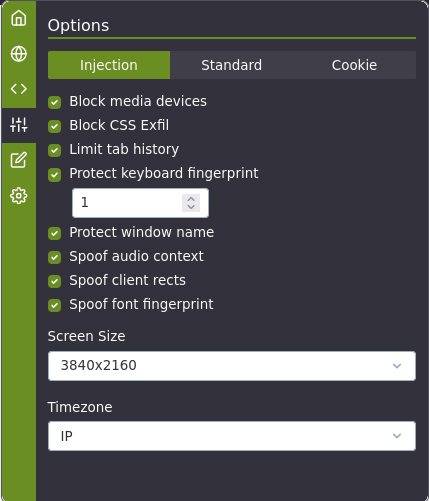 Options
Injection Standard Cookie
Block media devices
Block CSS Exfil
Limit tab history
Protect keyboard fingerprint
1
Protect window name
Spoof audio context
Spoof client rects
Spoof font fingerprint
Screen Size
3840x2160
Timezone
IP